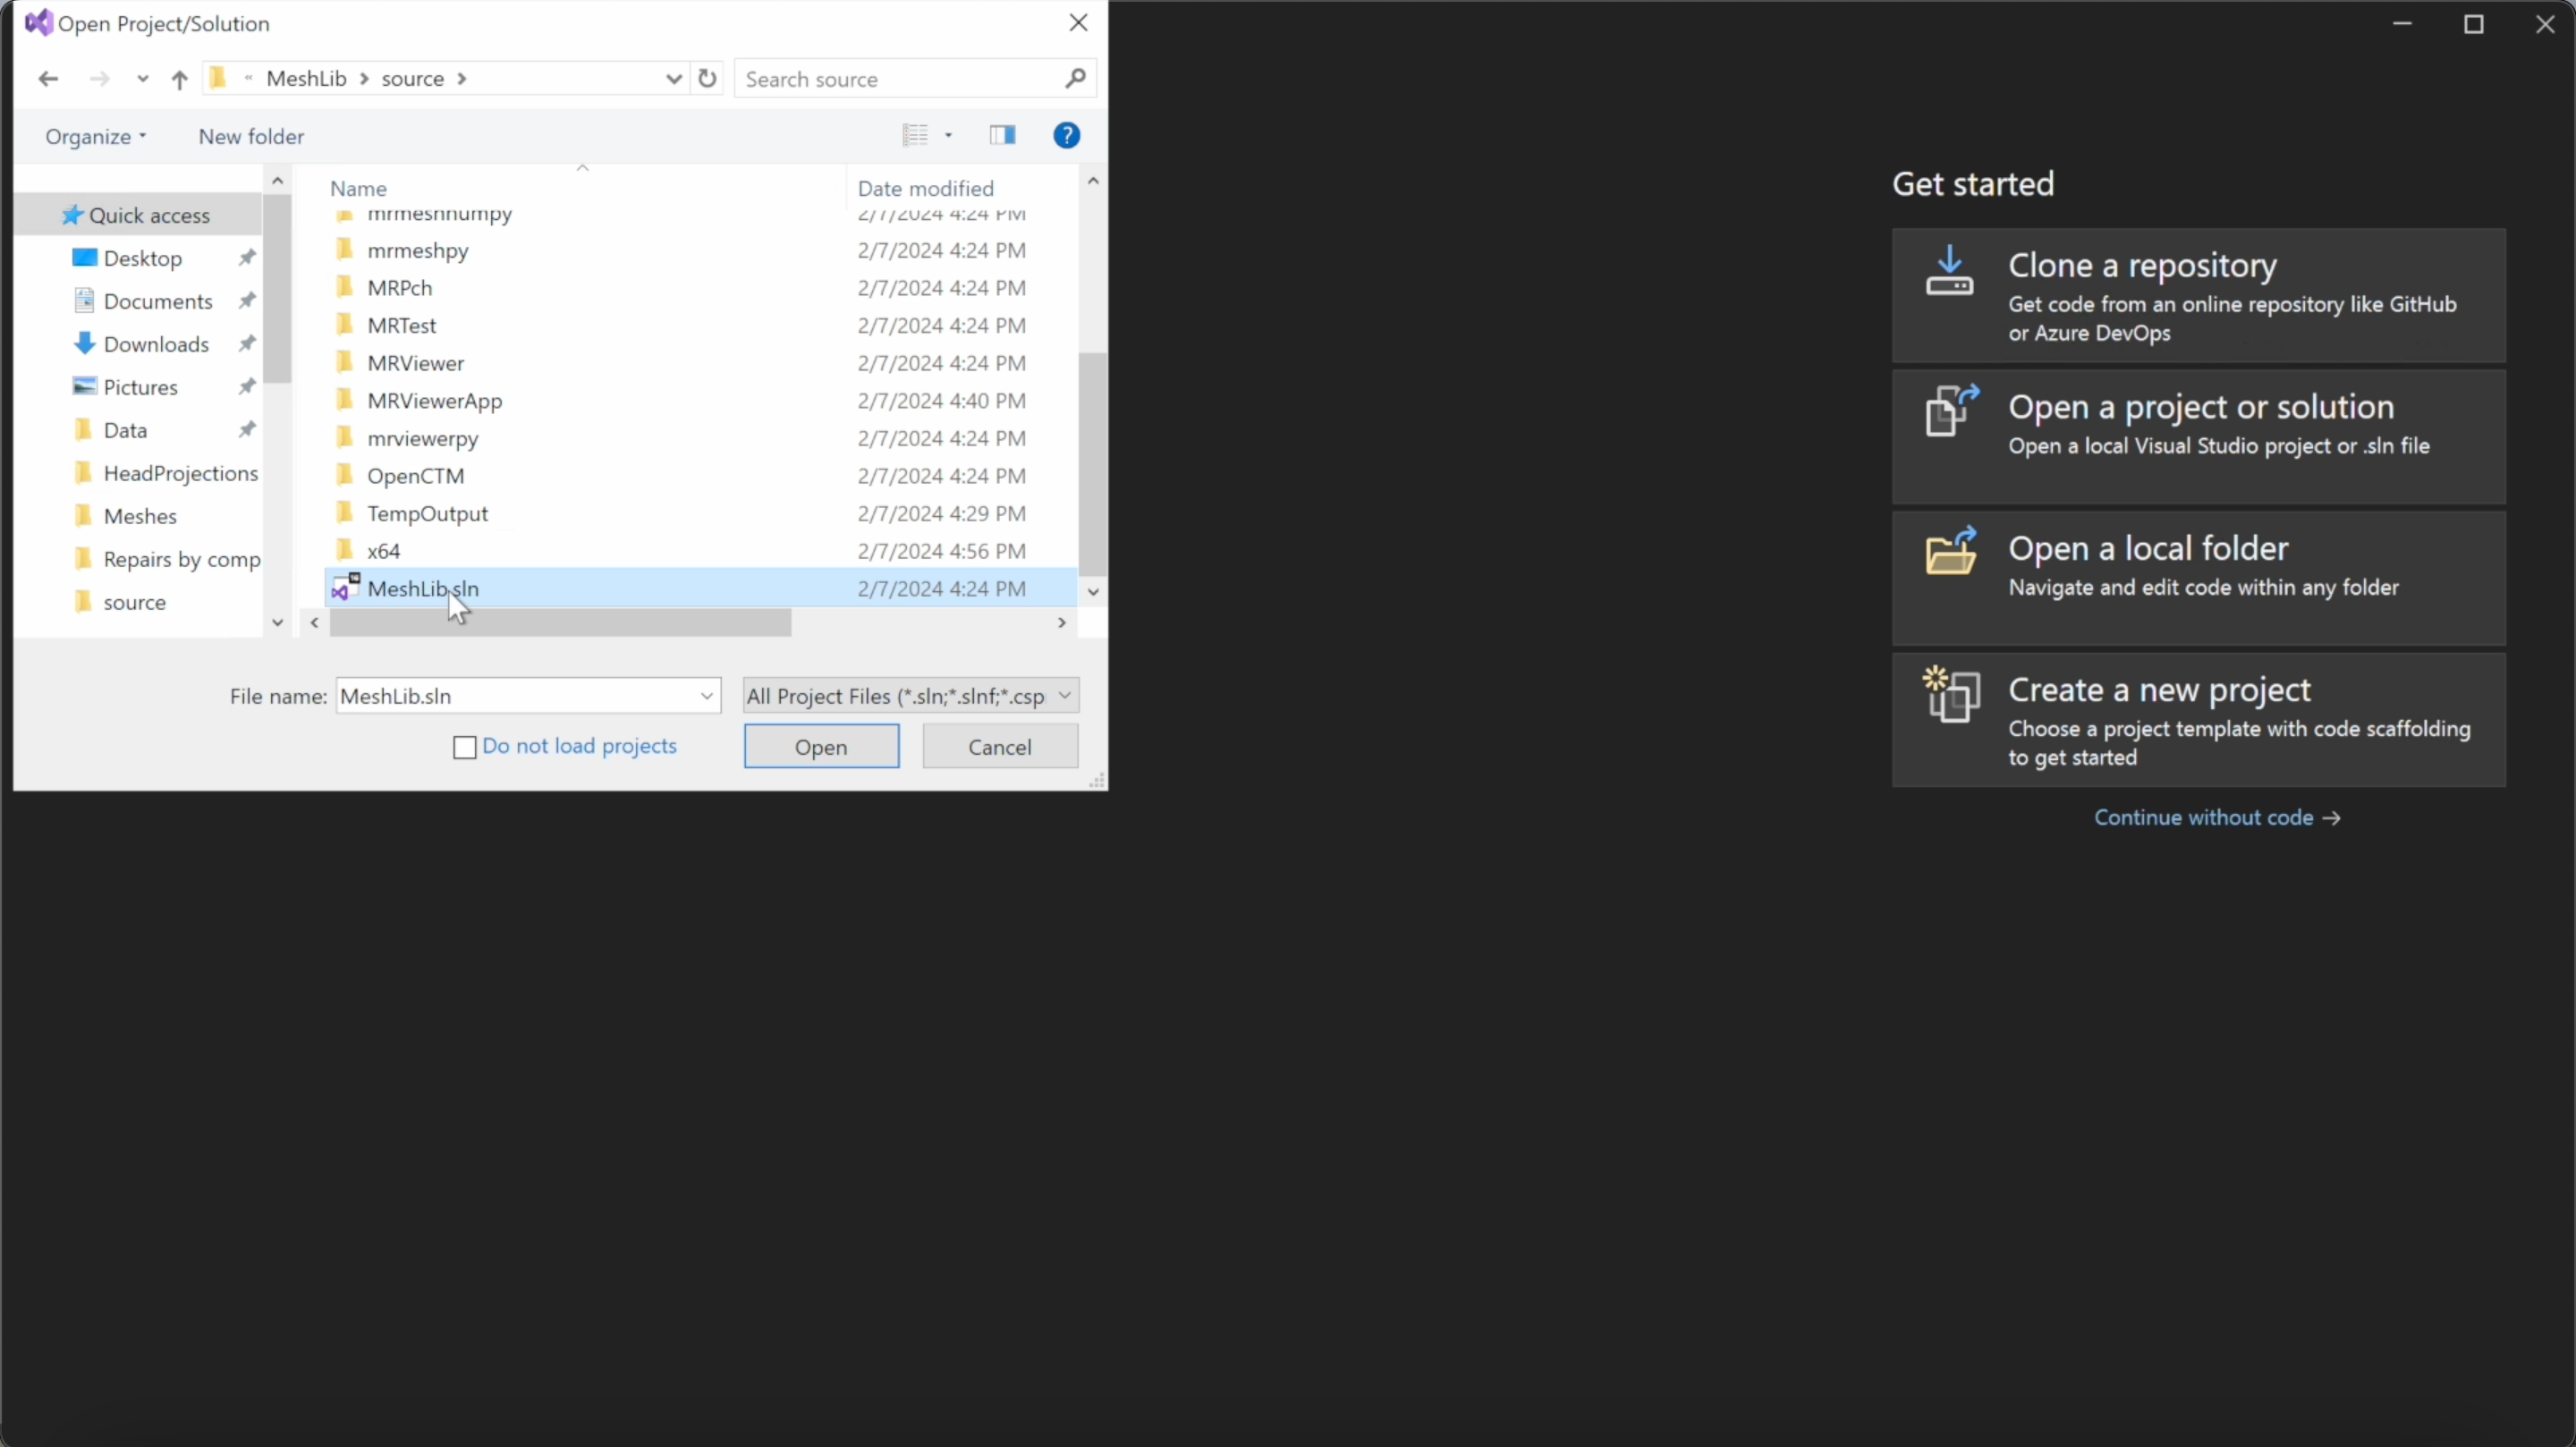 Open Project/Solution
« MeshLib > source >
Search source
Organize
New folder
?
Name
Date modified
Quick access
Desktop
Documents
Downloads
Pictures
Data
HeadProjections
Meshes
Repairs by comp
source
mrmeshnumpy 2/7/2024 4:24 PM
mrmeshpy 2/7/2024 4:24 PM
MRPch 2/7/2024 4:24 PM
MRTest 2/7/2024 4:24 PM
MRViewer 2/7/2024 4:24 PM
MRViewerApp 2/7/2024 4:40 PM
mrviewerpy 2/7/2024 4:24 PM
OpenCTM 2/7/2024 4:24 PM
TempOutput 2/7/2024 4:29 PM
x64 2/7/2024 4:56 PM
MeshLib.sln 2/7/2024 4:24 PM
File name: MeshLib.sln
All Project Files (*.sln;*.slnf;*.csp
Do not load projects
Open
Cancel
Get started
Clone a repository
Get code from an online repository like GitHub
or Azure DevOps
Open a project or solution
Open a local Visual Studio project or .sln file
Open a local folder
Navigate and edit code within any folder
Create a new project
Choose a project template with code scaffolding
to get started
Continue without code →